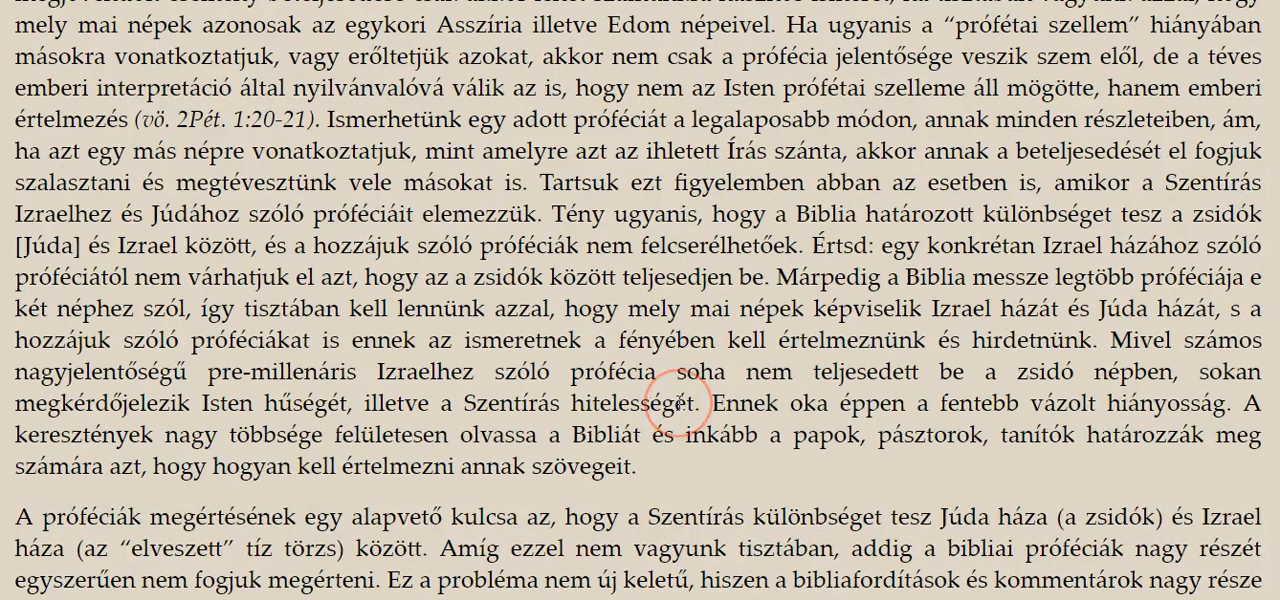 mely mai népek azonosak az egykori Asszíria illetve Edom népeivel. Ha ugyanis a “prófétai szellem” hiányában
másokra vonatkoztatjuk, vagy erőltetjük azokat, akkor nem csak a prófécia jelentősége veszik szem elől, de a téves
emberi interpretáció által nyilvánvalóvá válik az is, hogy nem az Isten prófétai szelleme áll mögötte, hanem emberi
értelmezés (vö. 2Pét. 1:20-21). Ismerhetünk egy adott próféciát a legalaposabb módon, annak minden részleteiben, ám,
ha azt egy más népre vonatkoztatjuk, mint amelyre azt az ihletett Írás szánta, akkor annak a beteljesedését el fogjuk
szalasztani és megtévesztünk vele másokat is. Tartsuk ezt figyelemben abban az esetben is, amikor a Szentírás
Izraelhez és Júdához szóló próféciáit elemezzük. Tény ugyanis, hogy a Biblia határozott különbséget tesz a zsidók
[Júda] és Izrael között, és a hozzájuk szóló próféciák nem felcserélhetőek. Értsd: egy konkrétan Izrael házához szóló
próféciától nem várhatjuk el azt, hogy az a zsidók között teljesedjen be. Márpedig a Biblia messze legtöbb próféciája e
két néphez szól, így tisztában kell lennünk azzal, hogy mely mai népek képviselik Izrael házát és Júda házát, s a
hozzájuk szóló próféciákat is ennek az ismeretnek a fényében kell értelmeznünk és hirdetnünk. Mivel számos
nagyjelentőségű pre-millenáris Izraelhez szóló prófécia soha nem teljesedett be a zsidó népben, sokan
megkérdőjelezik Isten hűségét, illetve a Szentírás hitelességét. Ennek oka éppen a fentebb vázolt hiányosság. A
keresztények nagy többsége felületesen olvassa a Bibliát és inkább a papok, pásztorok, tanítók határozzák meg
számára azt, hogy hogyan kell értelmezni annak szövegeit.
A próféciák megértésének egy alapvető kulcsa az, hogy a Szentírás különbséget tesz Júda háza (a zsidók) és Izrael
háza (az “elveszett” tíz törzs) között. Amíg ezzel nem vagyunk tisztában, addig a bibliai próféciák nagy részét
egyszerűen nem fogjuk megérteni. Ez a probléma nem új keletű, hiszen a bibliafordítások és kommentárok nagy része